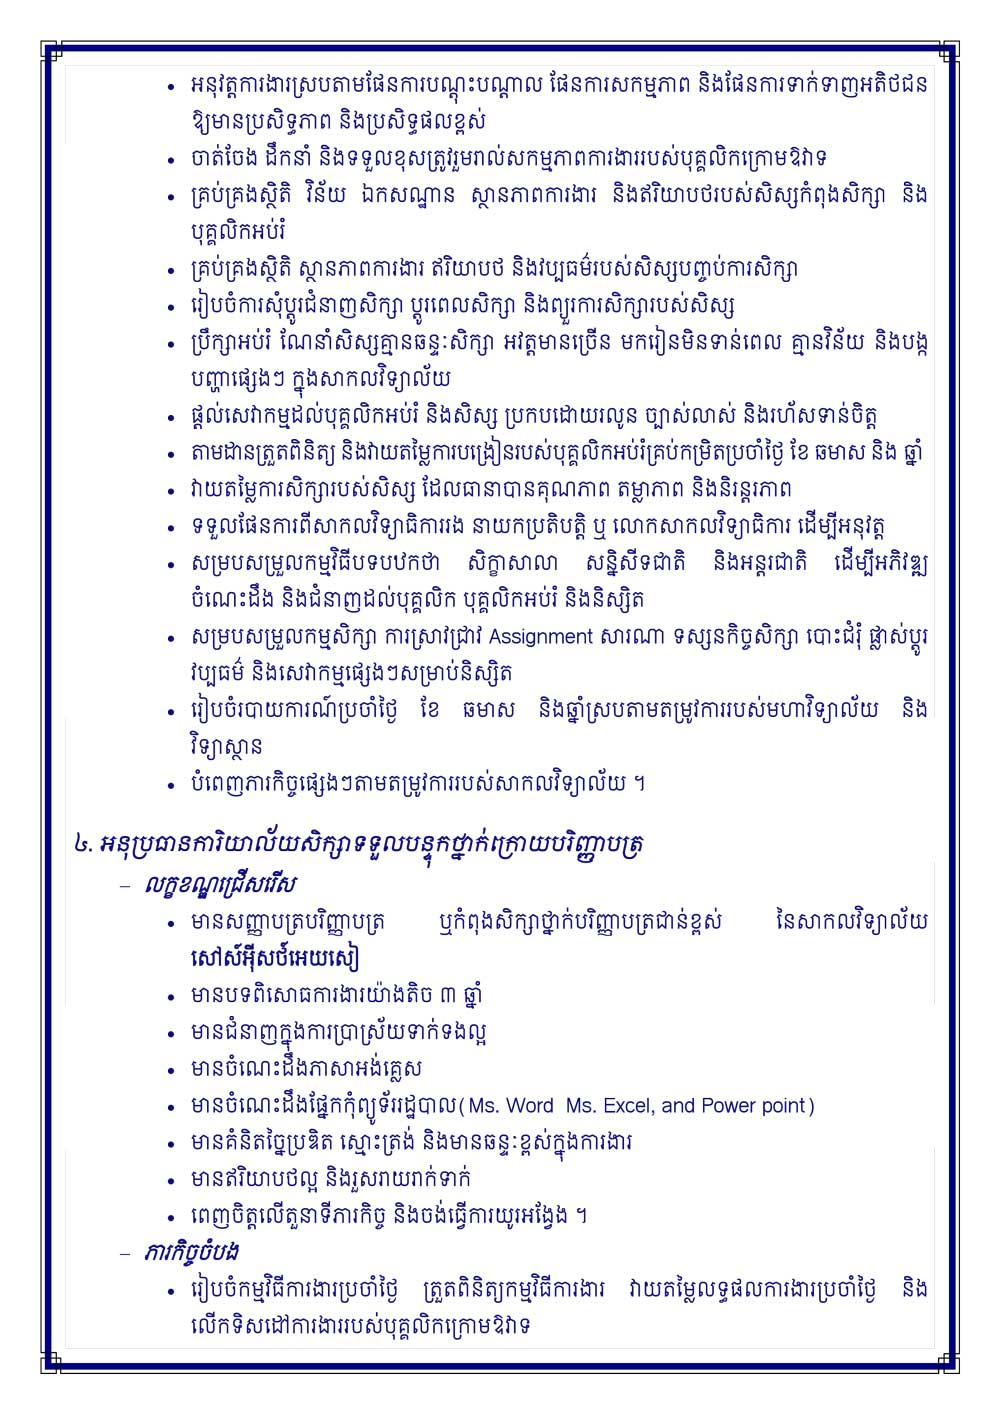 • អនុវត្តការងារស្របតាមផែនការបណ្តុះបណ្តាល ផែនការសកម្មភាព និងផែនការទាក់ទាញអតិថជន
ឱ្យមានប្រសិទ្ធភាព និងប្រសិទ្ធផលខ្ពស់
• ចាត់ចែង ដឹកនាំ និងទទួលខុសត្រូវរួមរាល់សកម្មភាពការងាររបស់បុគ្គលិកក្រោមឱវាទ
• គ្រប់គ្រងស្ថិតិ វិន័យ ឯកសណ្ឋាន ស្ថានភាពការងារ និងឥរិយាបថរបស់សិស្សកំពុងសិក្សា និង
បុគ្គលិកអប់រំ
• គ្រប់គ្រងស្ថិតិ ស្ថានភាពការងារ ឥរិយាបថ និងវប្បធម៌របស់សិស្សបញ្ចប់ការសិក្សា
• រៀបចំការសុំប្តូរជំនាញសិក្សា ប្តូរពេលសិក្សា និងព្យួរការសិក្សារបស់សិស្ស
• ប្រឹក្សាអប់រំ ណែនាំសិស្សគ្មានឆន្ទៈសិក្សា អវត្តមានច្រើន មករៀនមិនទាន់ពេល គ្មានវិន័យ និងបង្ក
បញ្ហាផ្សេងៗ ក្នុងសាកលវិទ្យាល័យ
• ផ្តល់សេវាកម្មដល់បុគ្គលិកអប់រំ និងសិស្ស ប្រកបដោយរលូន ច្បាស់លាស់ និងរហ័សទាន់ចិត្ត
• តាមដានត្រួតពិនិត្យ និងវាយតម្លៃការបង្រៀនរបស់បុគ្គលិកអប់រំគ្រប់កម្រិតប្រចាំថ្ងៃ ខែ ឆមាស និង ឆ្នាំ
• វាយតម្លៃការសិក្សារបស់សិស្ស ដែលធានាបានគុណភាព តម្លាភាព និងនិរន្តរភាព
• ទទួលផែនការពីសាកលវិទ្យាធិការរង នាយកប្រតិបត្តិ ឬ លោកសាកលវិទ្យាធិការ ដើម្បីអនុវត្ត
• សម្របសម្រួលកម្មវិធីបទបឋកថា សិក្ខាសាលា សន្និសីទជាតិ និងអន្តរជាតិ ដើម្បីអភិវឌ្ឍ
ចំណេះដឹង និងជំនាញដល់បុគ្គលិក បុគ្គលិកអប់រំ និងនិស្សិត
• សម្របសម្រួលកម្មសិក្សា ការស្រាវជ្រាវ Assignment សារណា ទស្សនកិច្ចសិក្សា បោះជំរុំ ផ្លាស់ប្តូរ
វប្បធម៌ និងសេវាកម្មផ្សេងៗសម្រាប់និស្សិត
• រៀបចំរបាយការណ៍ប្រចាំថ្ងៃ ខែ ឆមាស និងឆ្នាំស្របតាមតម្រូវការរបស់មហាវិទ្យាល័យ និង
វិទ្យាស្ថាន
• បំពេញភារកិច្ចផ្សេងៗតាមតម្រូវការរបស់សាកលវិទ្យាល័យ ។
៤. អនុប្រធានការិយាល័យសិក្សាទទួលបន្ទុកថ្នាក់ក្រោយបរិញ្ញាបត្រ
– លក្ខខណ្ឌជ្រើសរើស
• មានសញ្ញាបត្របរិញ្ញាបត្រ ឬកំពុងសិក្សាថ្នាក់បរិញ្ញាបត្រជាន់ខ្ពស់ នៃសាកលវិទ្យាល័យ
សៅស៍អ៊ីសថ៍អេយសៀ
• មានបទពិសោធការងារយ៉ាងតិច ៣ ឆ្នាំ
• មានជំនាញក្នុងការប្រាស្រ័យទាក់ទងល្អ
• មានចំណេះដឹងភាសាអង់គ្លេស
• មានចំណេះដឹងផ្នែកកុំព្យូទ័ររដ្ឋបាល(Ms. Word Ms. Excel, and Power point)
• មានគំនិតច្នៃប្រឌិត ស្មោះត្រង់ និងមានឆន្ទៈខ្ពស់ក្នុងការងារ
• មានឥរិយាបថល្អ និងរួសរាយរាក់ទាក់
• ពេញចិត្តលើតួនាទីភារកិច្ច និងចង់ធ្វើការយូរអង្វែង ។
– ភារកិច្ចចំបង
• រៀបចំកម្មវិធីការងារប្រចាំថ្ងៃ ត្រួតពិនិត្យកម្មវិធីការងារ វាយតម្លៃលទ្ធផលការងារប្រចាំថ្ងៃ និង
លើកទិសដៅការងាររបស់បុគ្គលិកក្រោមឱវាទ